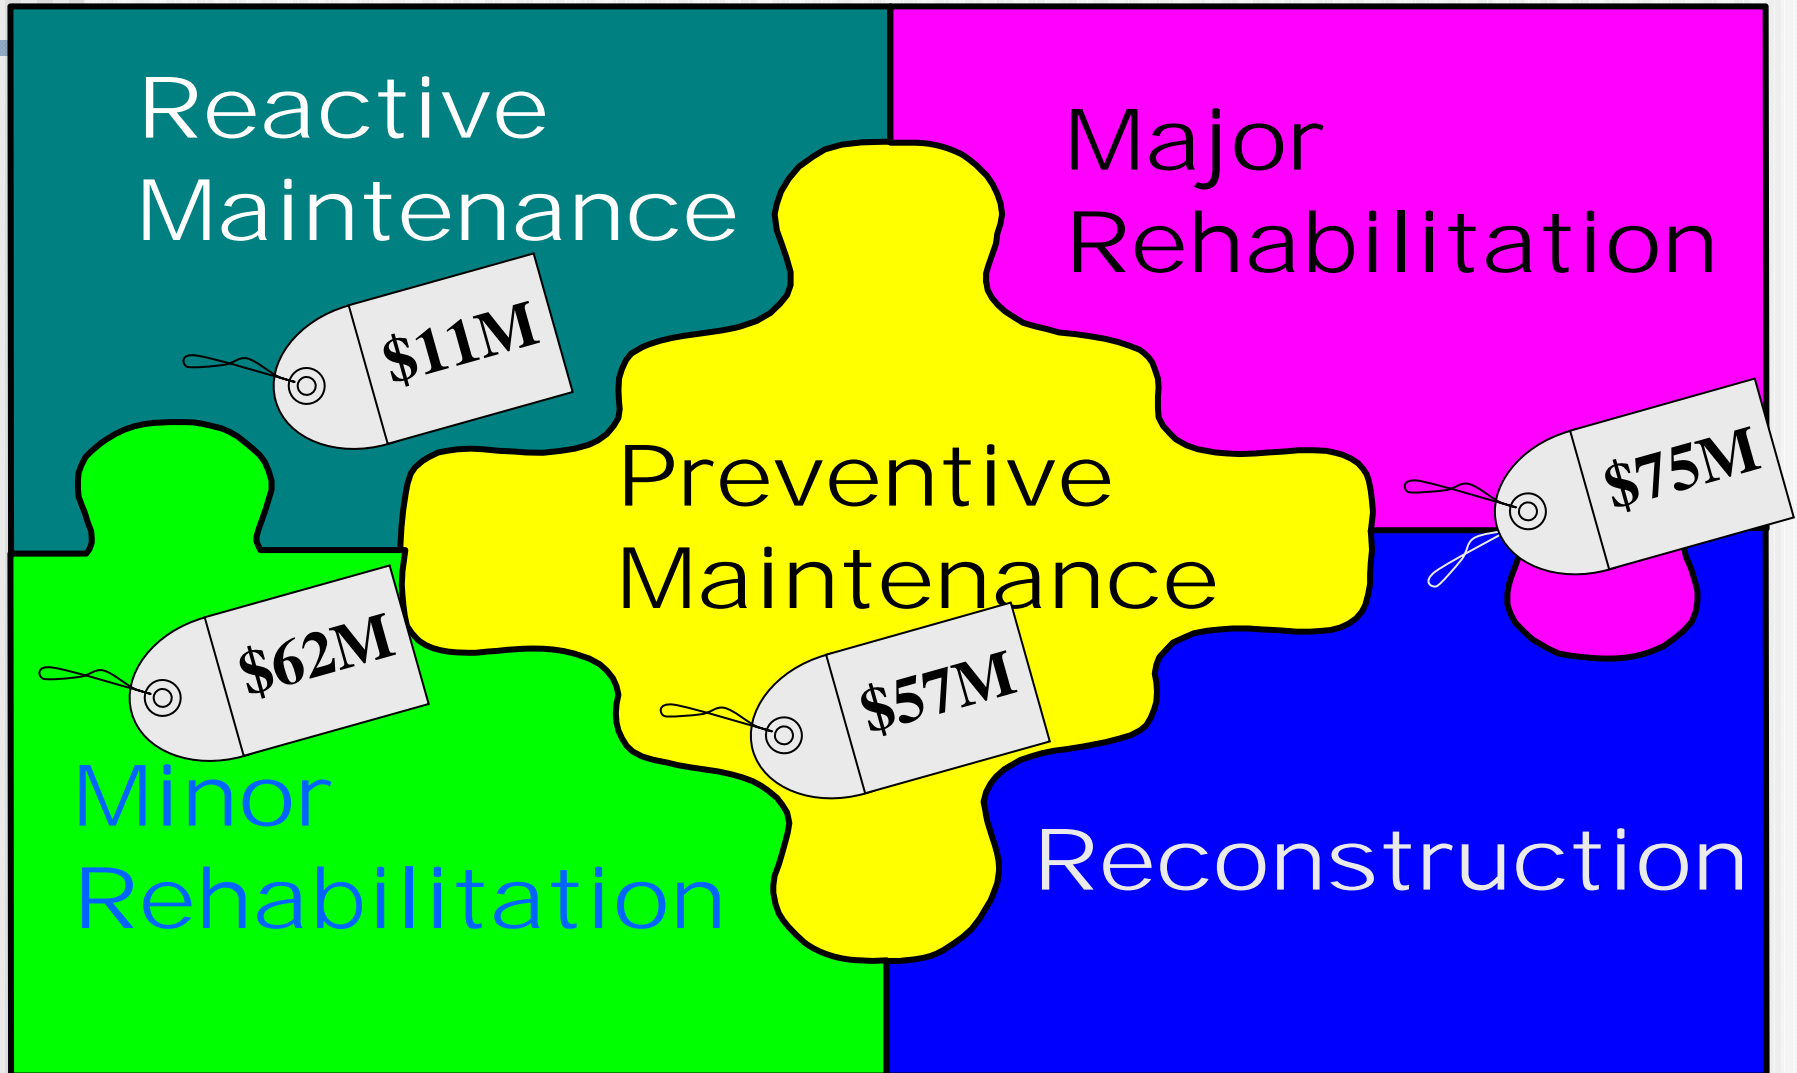 Reactive
Maintenance
$11M
Major
Rehabilitation
$75M
Preventive
Maintenance
$57M
$62M
Minor
Rehabilitation
Reconstruction